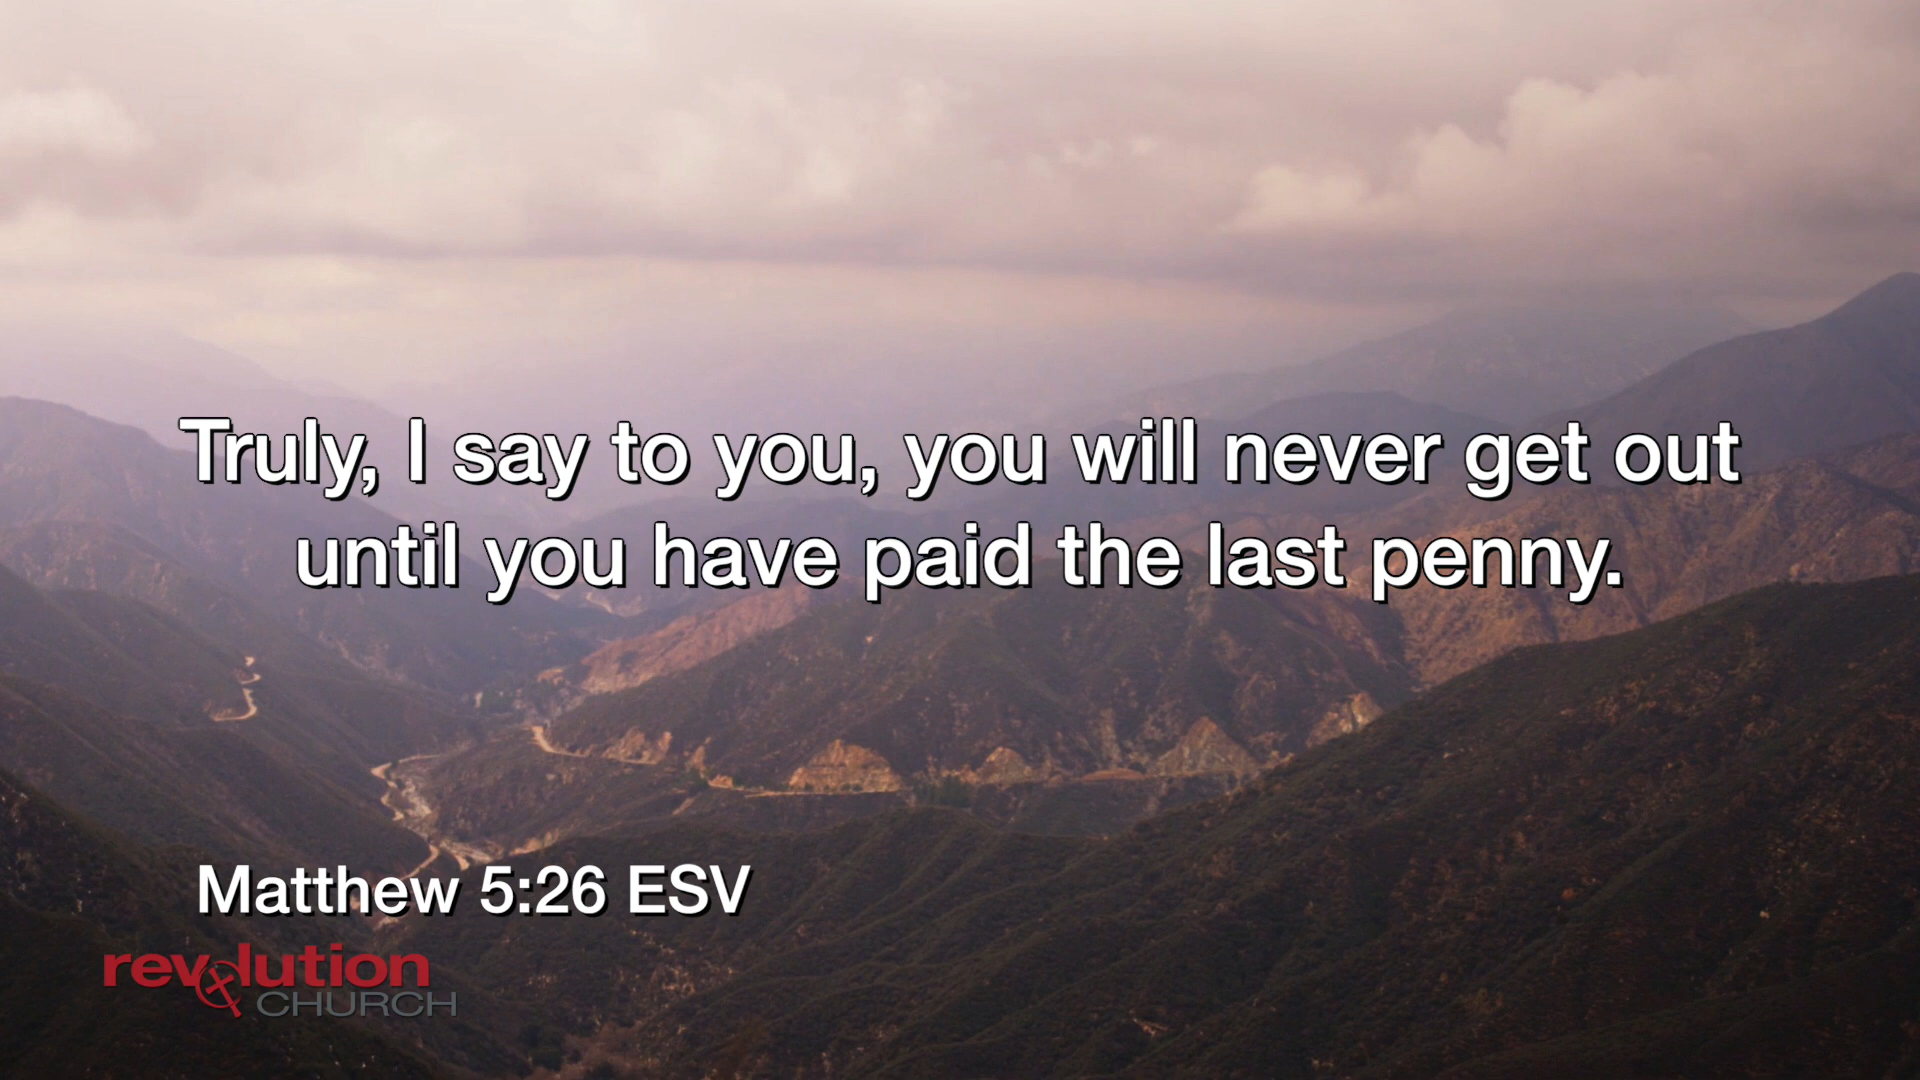 Truly, I say to you, you will never get out
until you have paid the last penny.
Matthew 5:26 ESV
revolution
CHURCH